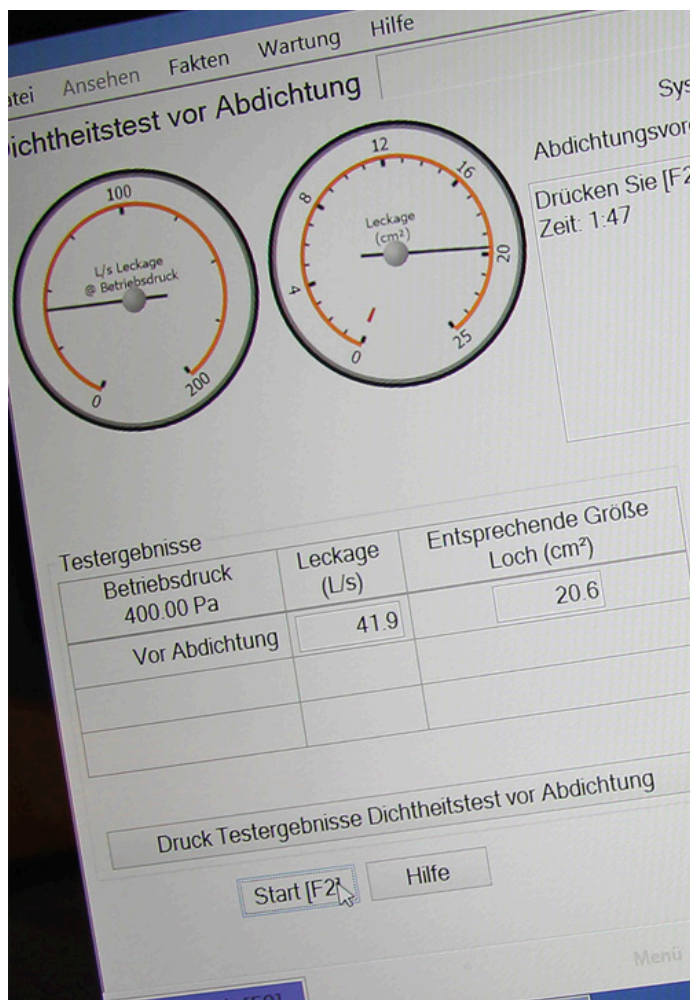 atei Ansehen Fakten Wartung Hilfe
Dichtheitstest vor Abdichtung
Sys
Abdichtungsvor
Drücken Sie [F2
Zeit: 1:47
100
L/s Leckage
@ Betriebsdruck
0
200
12
8
16
Leckage
(cm²)
4
20
0
25
Testergebnisse
Betriebsdruck
400.00 Pa
Leckage
(L/s)
Entsprechende Größe
Loch (cm²)
Vor Abdichtung
41.9
20.6
Druck Testergebnisse Dichtheitstest vor Abdichtung
Start [F2]
Hilfe
Menü